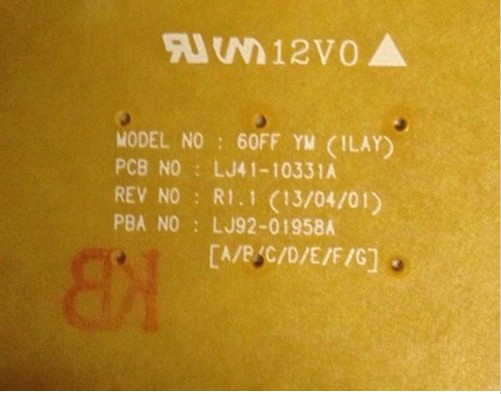 12V0
MODEL NO : 60FF YM (1LAY)
PCB NO : LJ41-10331A
REV NO : R1.1 (13/04/01)
PBA NO : LJ92-01958A
[A/B/C/D/E/F/G]
KB